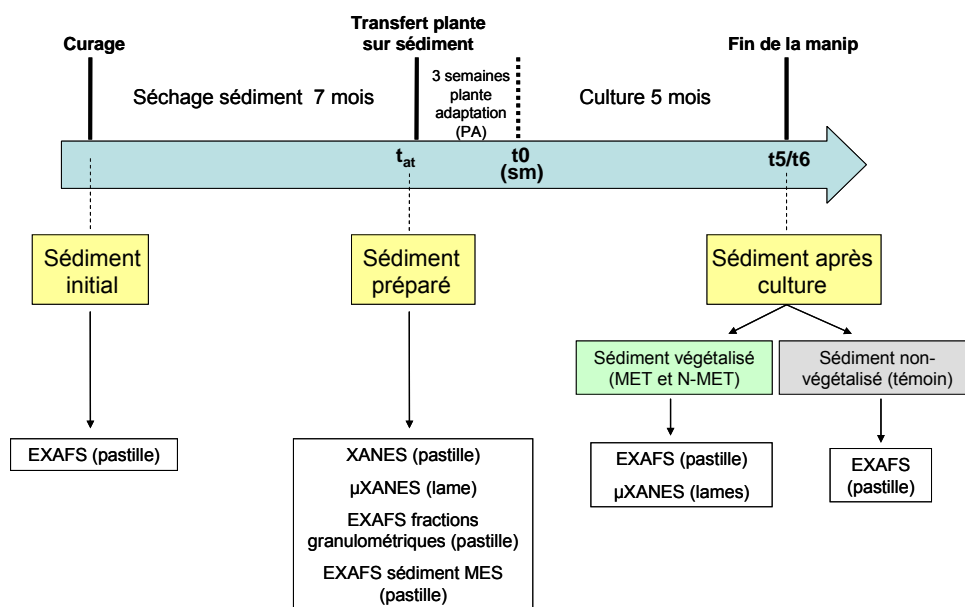 Curage
Transfert plante
sur sédiment
Fin de la manip
Séchage sédiment 7 mois
3 semaines
plante
adaptation
(PA)
Culture 5 mois
tat
t0
(sm)
t5/t6
Sédiment
initial
Sédiment
préparé
Sédiment après
culture
Sédiment végétalisé
(MET et N-MET)
Sédiment non-
végétalisé (témoin)
EXAFS (pastille)
XANES (pastille)
µXANES (lame)
EXAFS fractions
granulométriques (pastille)
EXAFS sédiment MES
(pastille)
EXAFS (pastille)
µXANES (lames)
EXAFS
(pastille)